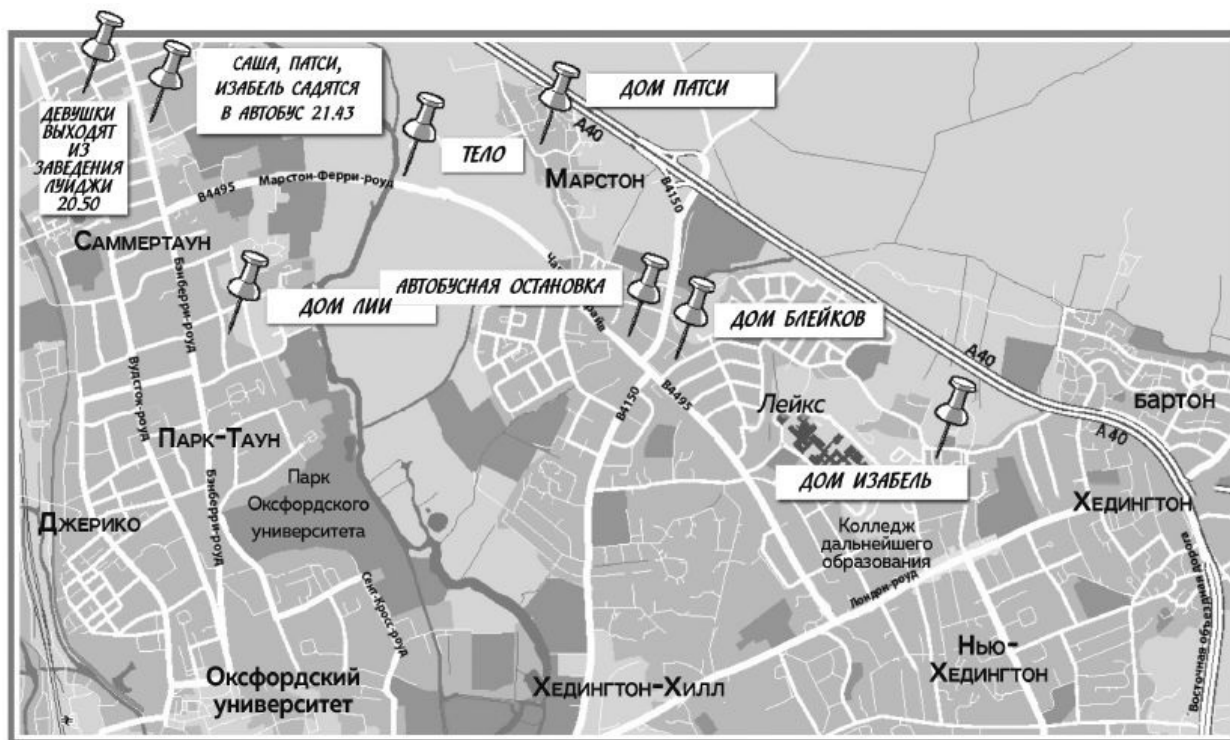 ДЕВУШКИ
ВЫХОДЯТ
ИЗ
ЗАВЕДЕНИЯ
ЛУИДЖИ
20.50
САША, ПАТСИ,
ИЗАБЕЛЬ САДЯТСЯ
В АВТОБУС 21.43
ТЕЛО
ДОМ ПАТСИ
A40
МАРСТОН
B4150
B4495
Марстон-Ферри-роуд
САММЕРТАУН
Бэнберри-роуд
ДОМ ЛИИ
АВТОБУСНАЯ ОСТАНОВКА
ДОМ БЛЕЙКОВ
Вудсток-роуд
B4150
B4495
A40
Лейкс
БАРТОН
A40
ПАРК-ТАУН
Бэнберри-роуд
Парк
Оксфордского
университета
ДОМ ИЗАБЕЛЬ
ДЖЕРИКО
Колледж
дальнейшего
образования
ХЕДИНГТОН
Лондон-роуд
Сент-Кросс-роуд
Восточная объездная дорога
Оксфордский
университет
ХЕДИНГТОН-ХИЛЛ
НЬЮ-
ХЕДИНГТОН